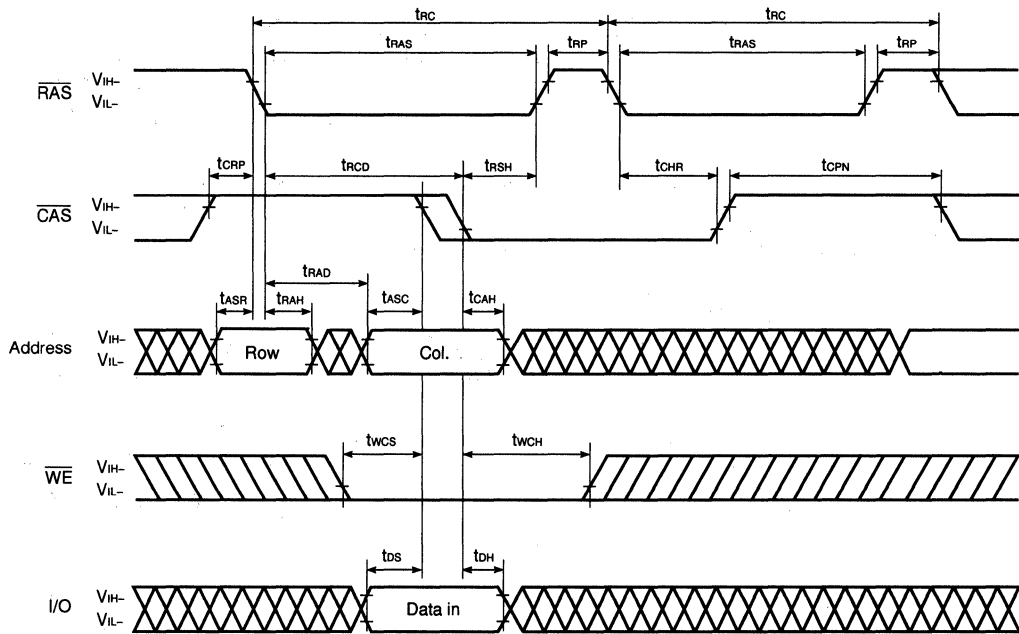 tRC tRC
tRAS tRP tRAS tRP
RAS VIH– VIL–
tCRP tRCD tRSH tCHR tCPN
CAS VIH– VIL–
tRAD
tASR tRAH tASC tCAH
Address VIH– VIL– Row Col.
tWCS tWCH
WE VIH– VIL–
tDS tDH
I/O VIH– VIL– Data in